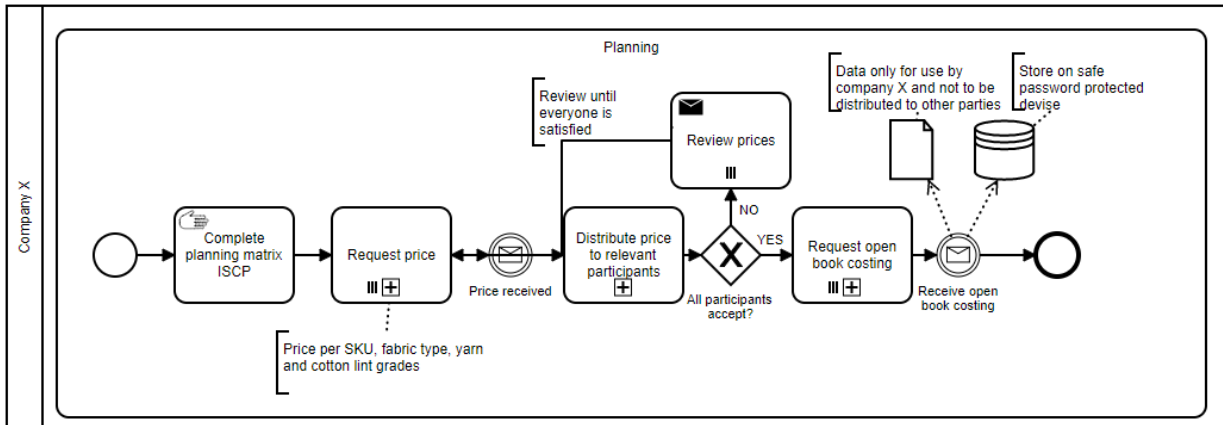 Company X
Planning
Complete
planning matrix
ISCP
Request price
Price per SKU, fabric type, yarn
and cotton lint grades
Price received
Review until
everyone is
satisfied
Distribute price
to relevant
participants
Review prices
NO
YES
All participants
accept?
Request open
book costing
Data only for use by
company X and not to be
distributed to other parties
Store on safe
password protected
devise
Receive open
book costing